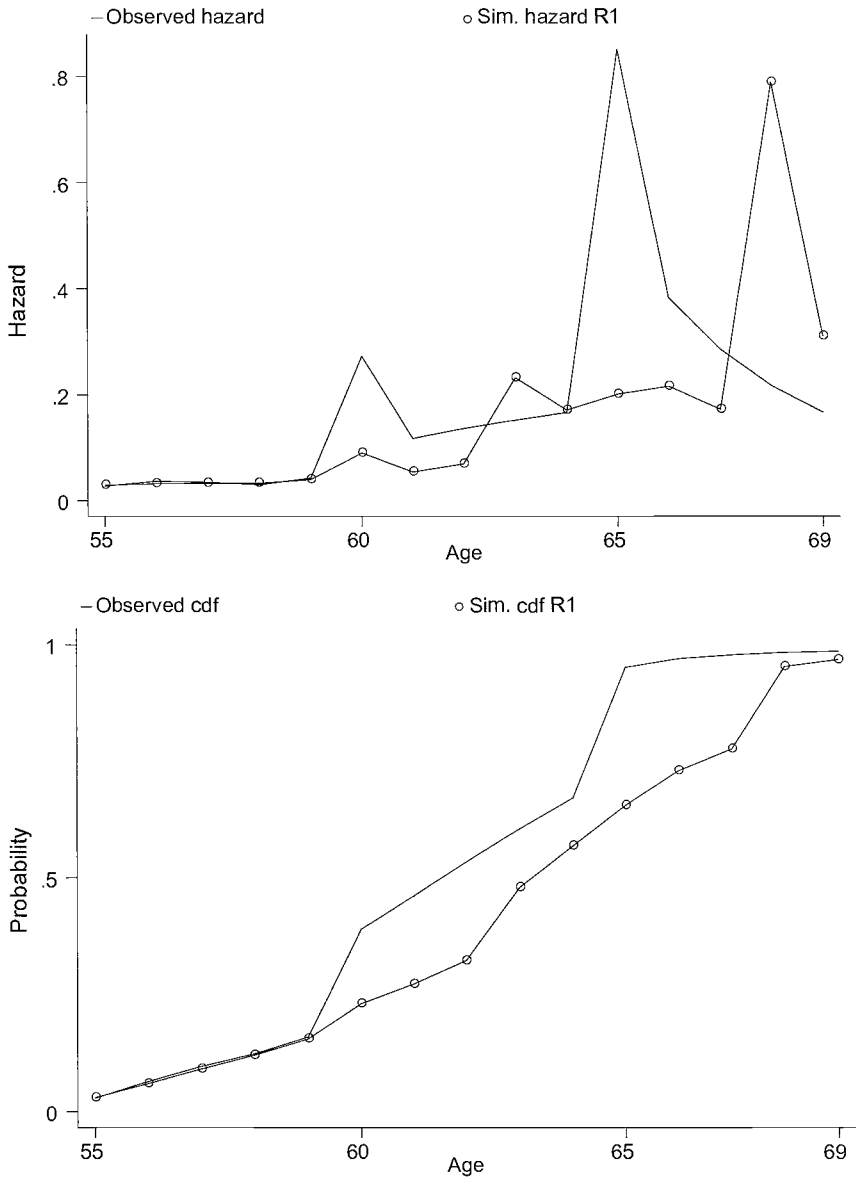 Observed hazard
Sim. hazard R1
.8
.6
.4
.2
0
Hazard
55
60
65
69
Age
Observed cdf
Sim. cdf R1
1
.5
0
Probability
55
60
65
69
Age